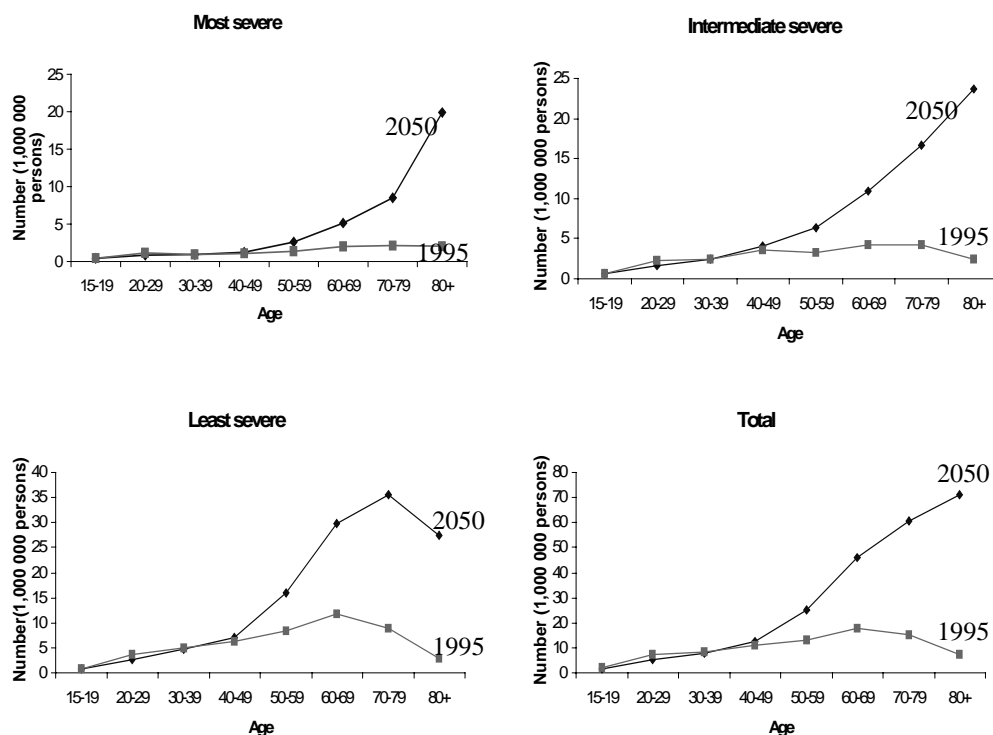 Most severe
Number (1,000 000
persons)
25
20
15
10
5
0
2050
1995
15-19 20-29 30-39 40-49 50-59 60-69 70-79 80+
Age
Intermediate severe
Number (1,000 000 persons)
25
20
15
10
5
0
2050
1995
15-19 20-29 30-39 40-49 50-59 60-69 70-79 80+
Age
Least severe
Number(1,000 000 persons)
40
35
30
25
20
15
10
5
0
2050
1995
15-19 20-29 30-39 40-49 50-59 60-69 70-79 80+
Age
Total
Number (1,000 000 persons)
80
70
60
50
40
30
20
10
0
2050
1995
15-19 20-29 30-39 40-49 50-59 60-69 70-79 80+
Age